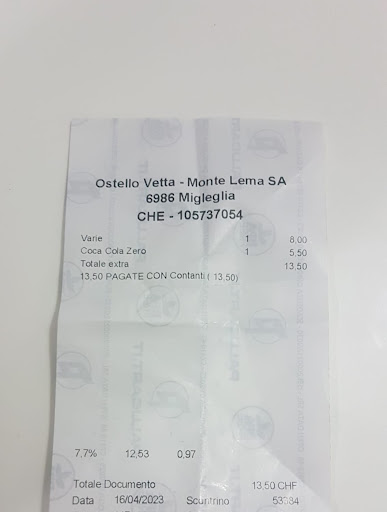 Ostello Vetta - Monte Lema SA
6986 Migleglia
CHE - 105737054
Varie 1 8,00
Coca Cola Zero 1 5,50
Totale extra 13,50
13,50 PAGATE CON Contanti ( 13,50)
7,7% 12,53 0,97
Totale Documento 13,50 CHF
Data 16/04/2023 Scontrino 53084